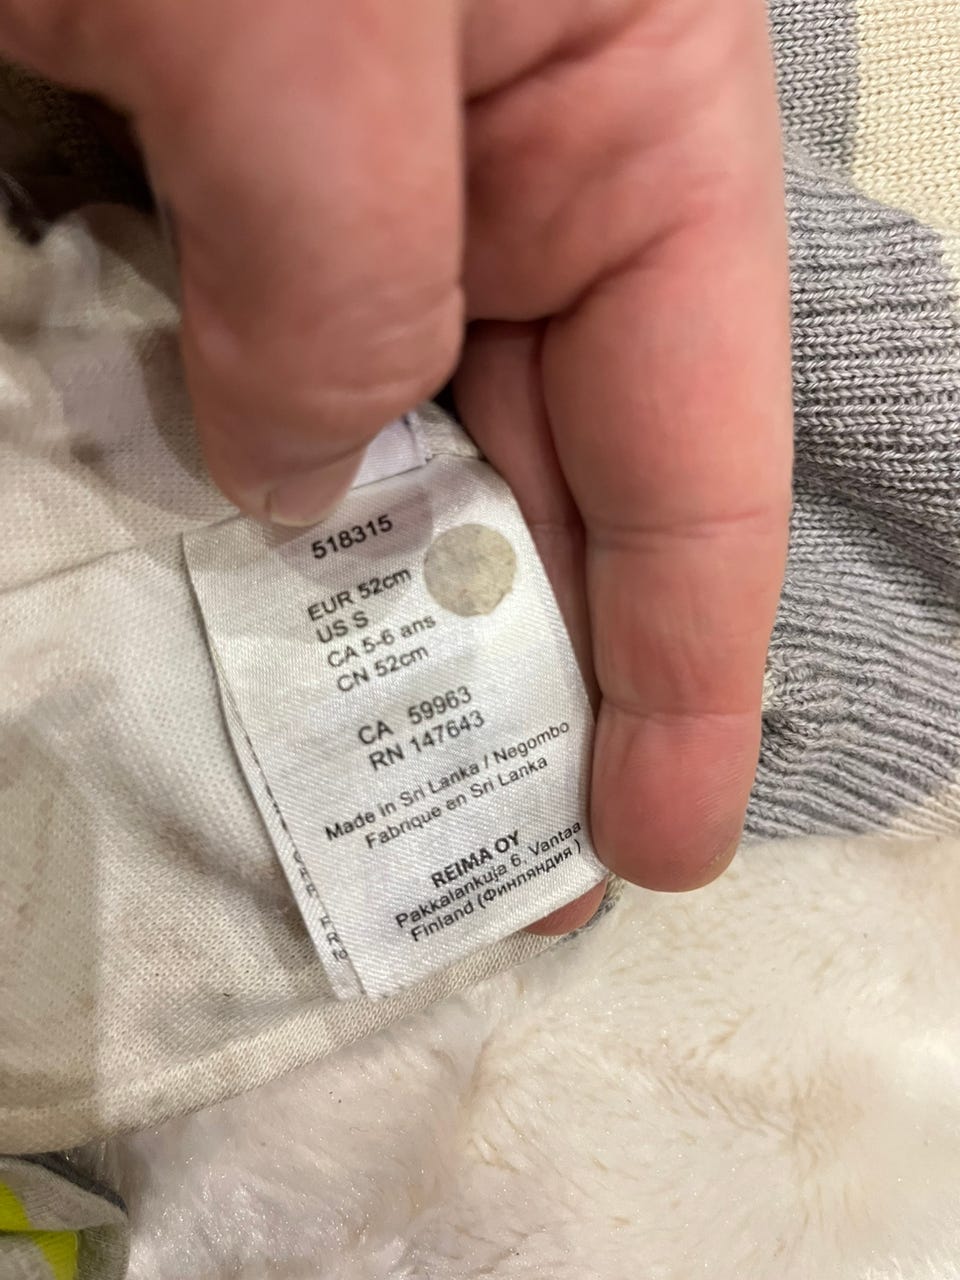 518315
EUR 52cm
US S
CA 5-6 ans
CN 52cm
CA 59963
RN 147643
Made in Sri Lanka / Negombo
Fabrique en Sri Lanka
REIMA OY
Pakkalankuja 6, Vantaa
Finland (Финляндия)